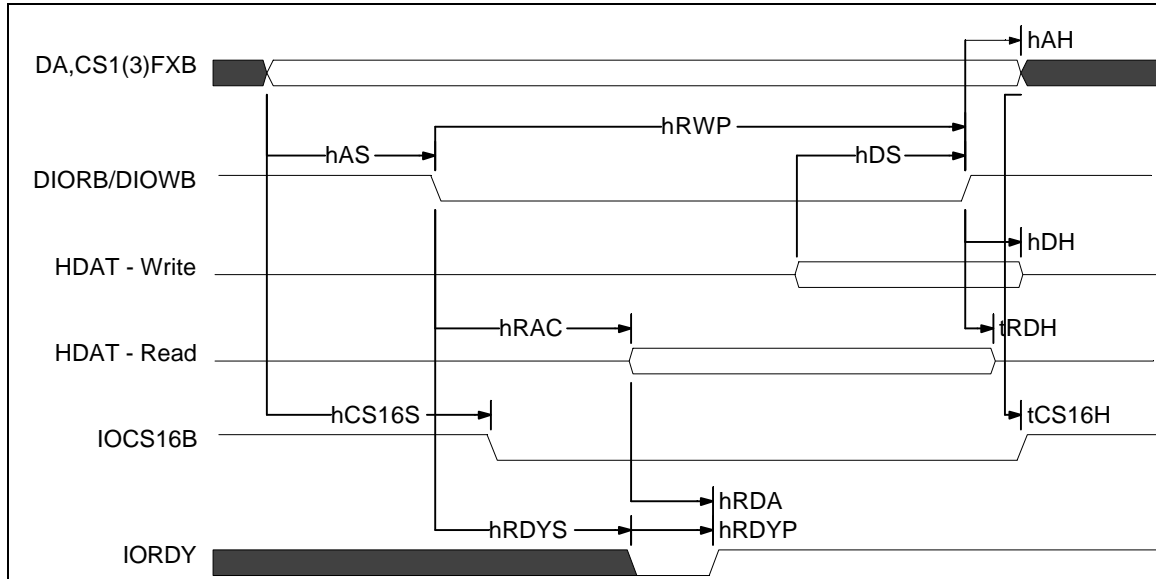 hAH
DA,CS1(3)FXB
hRWP
hAS
hDS
DIORB/DIOWB
hDH
HDAT - Write
hRAC
tRDH
HDAT - Read
hCS16S
tCS16H
IOCS16B
hRDA
hRDYS
hRDYP
IORDY